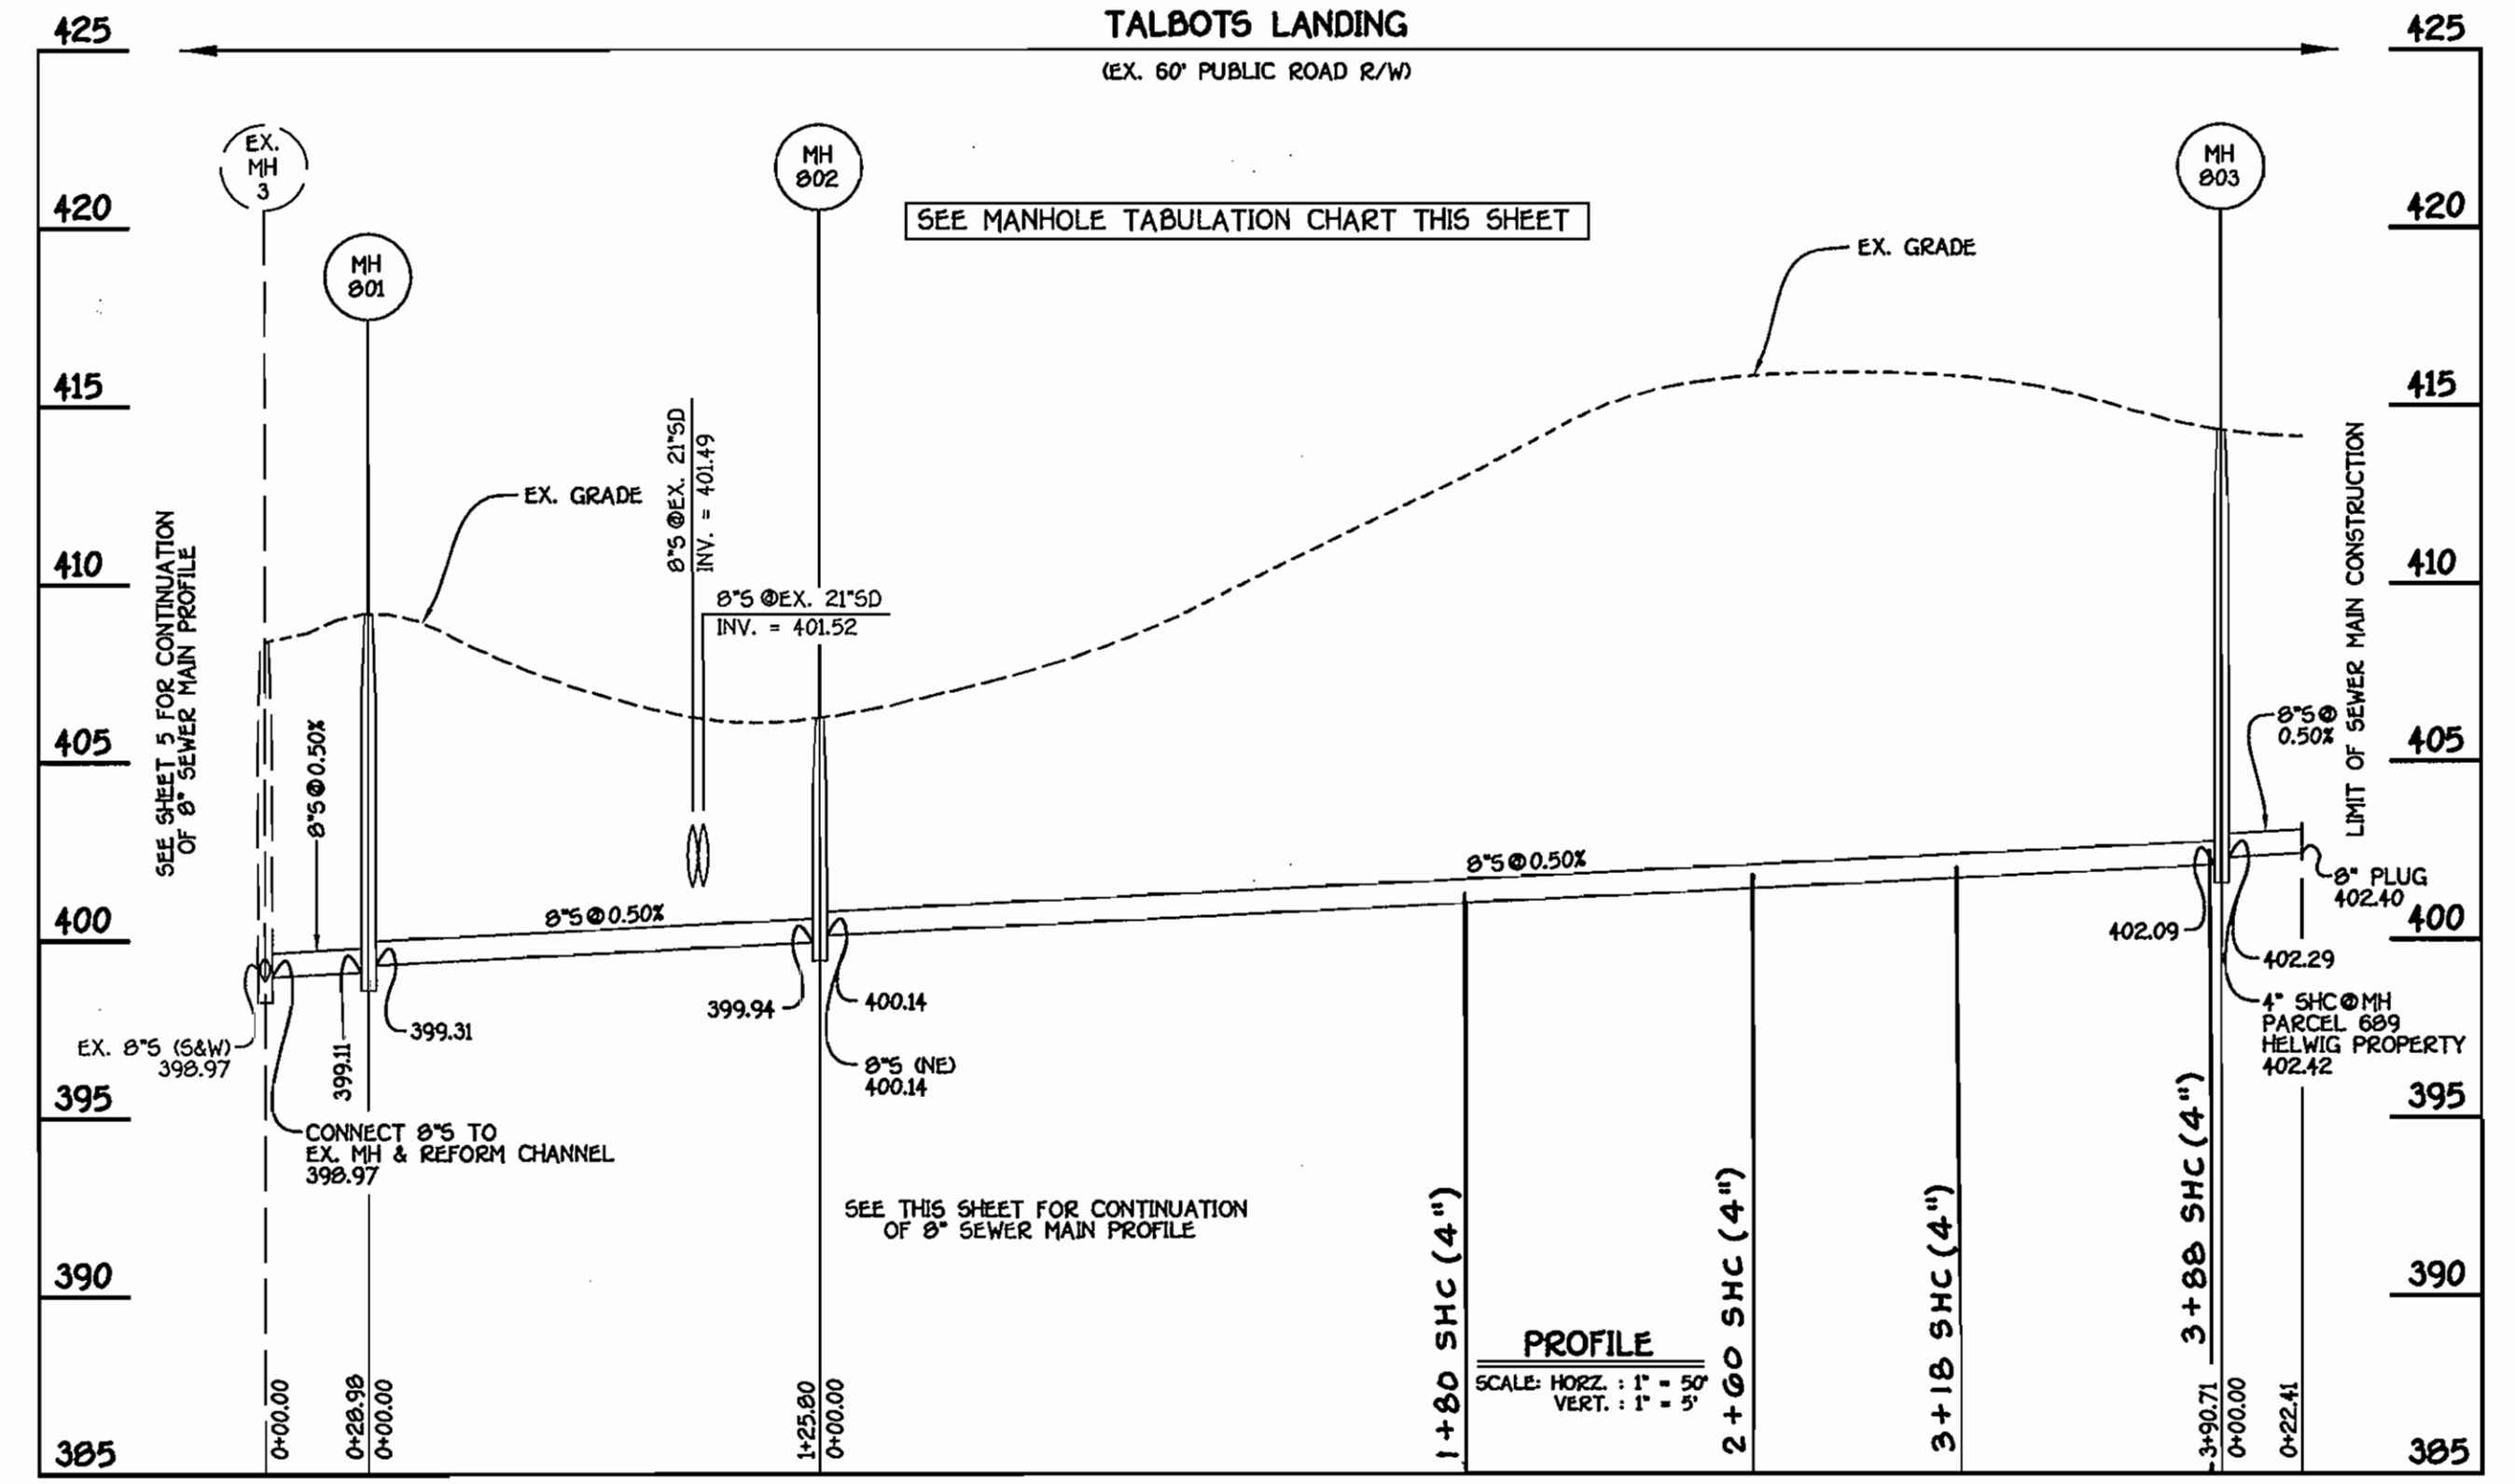 TALBOTS LANDING
(EX. 60' PUBLIC ROAD R/W)
425
420
415
410
405
400
395
390
385
425
420
415
410
405
400
395
390
385
EX.
MH
3
MH
801
MH
802
MH
803
SEE MANHOLE TABULATION CHART THIS SHEET
EX. GRADE
EX. GRADE
SEE SHEET 5 FOR CONTINUATION
OF 8" SEWER MAIN PROFILE
8"S @ 0.50%
8"S @EX. 21"SD
INV. = 401.49
8"S @EX. 21"SD
INV. = 401.52
8"S @ 0.50%
8"S @ 0.50%
8"S @
0.50%
LIMIT OF SEWER MAIN CONSTRUCTION
8" PLUG
402.40
402.09
402.29
4" SHC @ MH
PARCEL 689
HELWIG PROPERTY
402.42
EX. 8"S (S&W)
398.97
399.11
399.31
CONNECT 8"S TO
EX. MH & REFORM CHANNEL
398.97
399.94
400.14
8"S (NE)
400.14
SEE THIS SHEET FOR CONTINUATION
OF 8" SEWER MAIN PROFILE
1+80 SHC (4")
2+60 SHC (4")
3+18 SHC (4")
3+88 SHC (4")
PROFILE
SCALE: HORZ. : 1" = 50'
VERT. : 1" = 5'
0+00.00
0+28.98
0+00.00
1+25.80
0+00.00
3+90.71
0+00.00
0+22.41